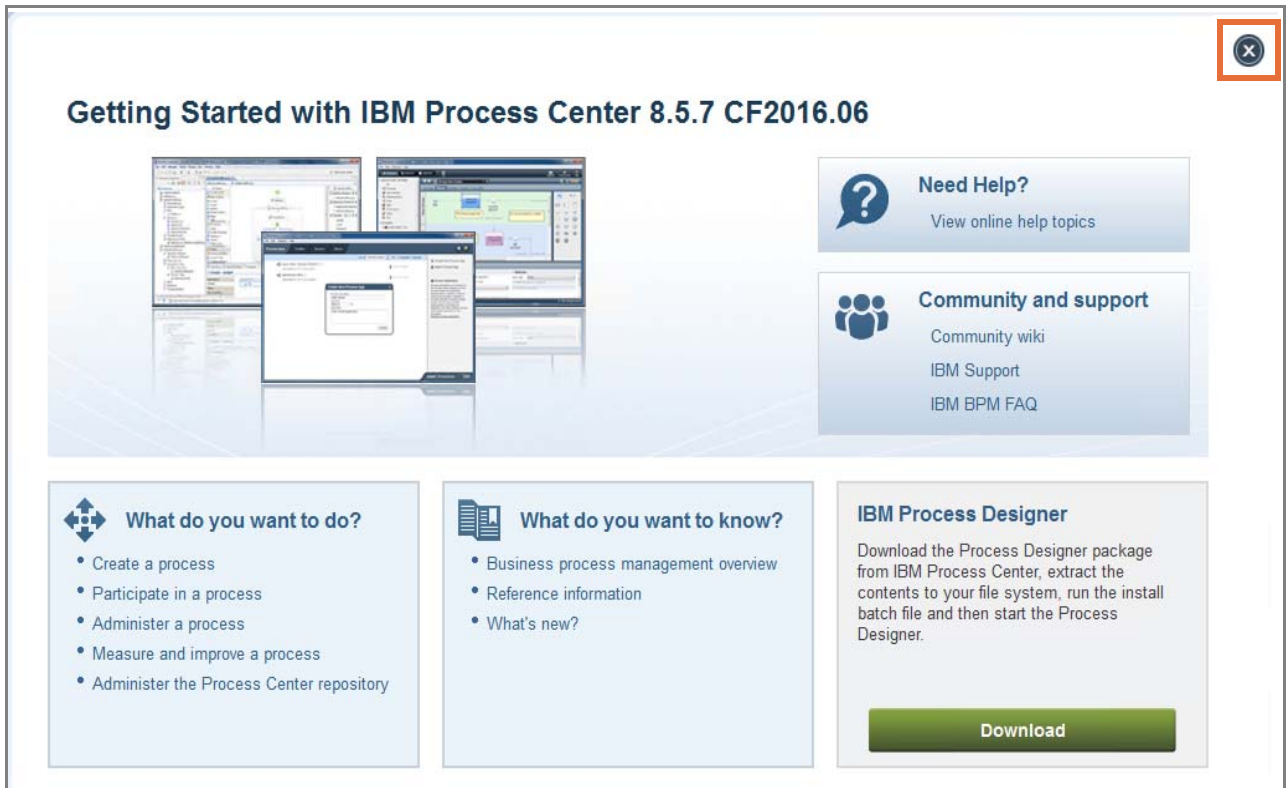 Getting Started with IBM Process Center 8.5.7 CF2016.06
Need Help?
View online help topics
Community and support
Community wiki
IBM Support
IBM BPM FAQ
What do you want to do?
• Create a process
• Participate in a process
• Administer a process
• Measure and improve a process
• Administer the Process Center repository
What do you want to know?
• Business process management overview
• Reference information
• What's new?
IBM Process Designer
Download the Process Designer package
from IBM Process Center, extract the
contents to your file system, run the install
batch file and then start the Process
Designer.
Download